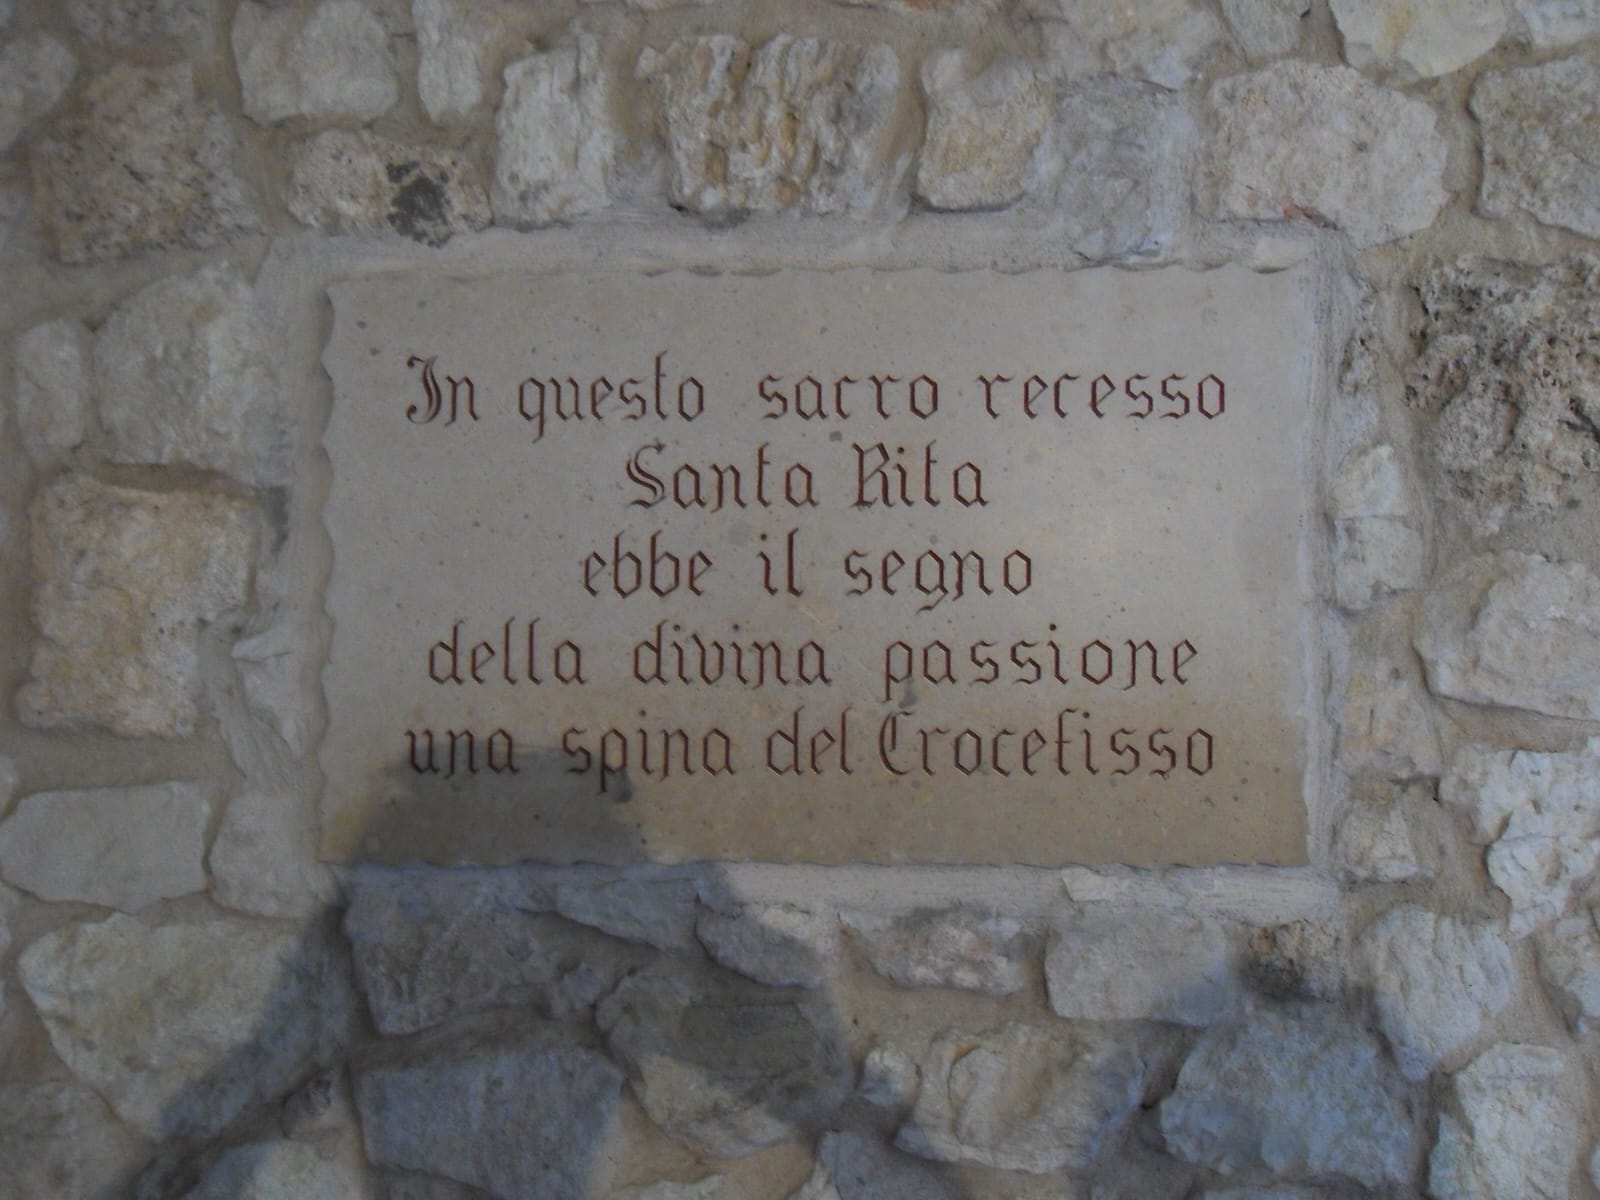 In questo sacro recesso
Santa Rita
ebbe il segno
della divina passione
una spina del Crocefisso